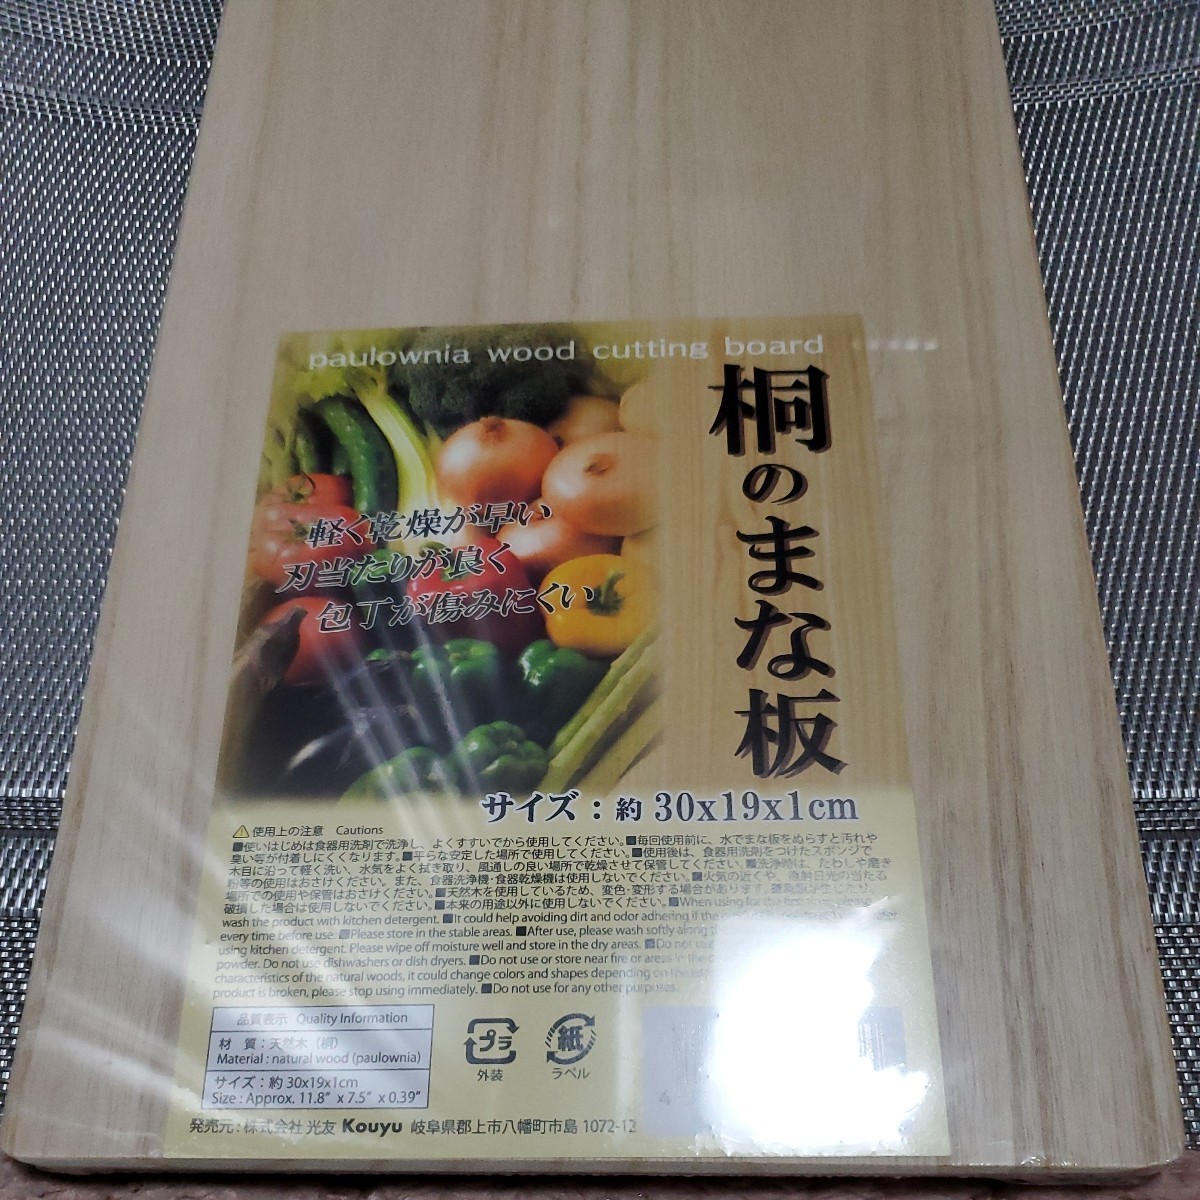 paulownia wood cutting board
桐のまな板
軽く乾燥が早い
刃当たりが良く
包丁が傷みにくい
サイズ：約 30x19x1cm
使用上の注意 Cautions
■使いはじめは食器用洗剤で洗浄し、よくすすいでから使用してください。■毎回使用前に、水でまな板をぬらすと汚れや
臭い等が付着しにくくなります。■平らな安定した場所で使用してください。■使用後は、食器用洗剤をつけたスポンジで
木目に沿って軽く洗い、水気をよく拭き取り、風通しの良い場所で乾燥させて保管してください。■洗浄時は、たわしや磨き
粉等の使用はおさけください。また、食器洗浄機・食器乾燥機は使用しないでください。■火気の近くや、直射日光の当たる
場所での使用や保管はおさけください。■天然木を使用しているため、変色・変形する場合があります。
破損した場合は使用しないでください。■本来の用途以外に使用しないでください。■When using for the first time, please
wash the product with kitchen detergent. ■It could help avoiding dirt and odor adhering if the
every time before use. ■Please store in the stable areas. ■After use, please wash softly along
using kitchen detergent. Please wipe off moisture well and store in the dry areas. ■Do not use
powder. Do not use dishwashers or dish dryers. ■Do not use or store near fire or areas in the
characteristics of the natural woods, it could change colors and shapes depending on the
product is broken, please stop using immediately. ■Do not use for any other purposes.
品質表示 Quality Information
材　質：天然木（桐）
Material : natural wood (paulownia)
サイズ：約 30x19x1cm
Size : Approx. 11.8” x 7.5” x 0.39”
プラ
外装
紙
ラベル
発売元：株式会社 光友 Kouyu 岐阜県郡上市八幡町市島 1072-12